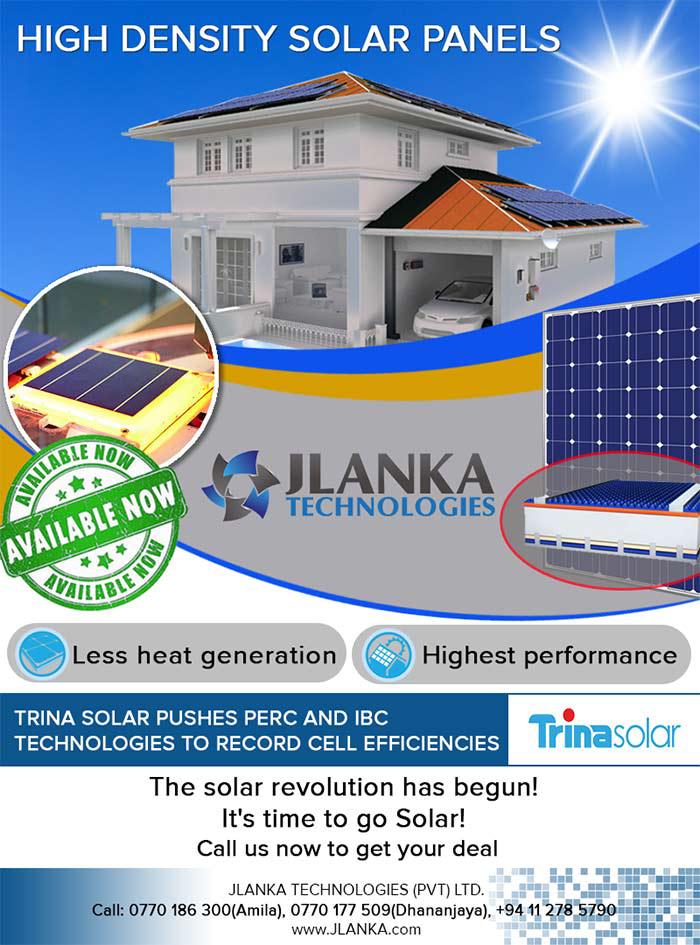 HIGH DENSITY SOLAR PANELS
AVAILABLE NOW
AVAILABLE NOW
AVAILABLE NOW
JLANKA
TECHNOLOGIES
Less heat generation
Highest performance
TRINA SOLAR PUSHES PERC AND IBC
TECHNOLOGIES TO RECORD CELL EFFICIENCIES
Trinasolar
The solar revolution has begun!
It's time to go Solar!
Call us now to get your deal
JLANKA TECHNOLOGIES (PVT) LTD.
Call: 0770 186 300(Amila), 0770 177 509(Dhananjaya), +94 11 278 5790
www.JLANKA.com